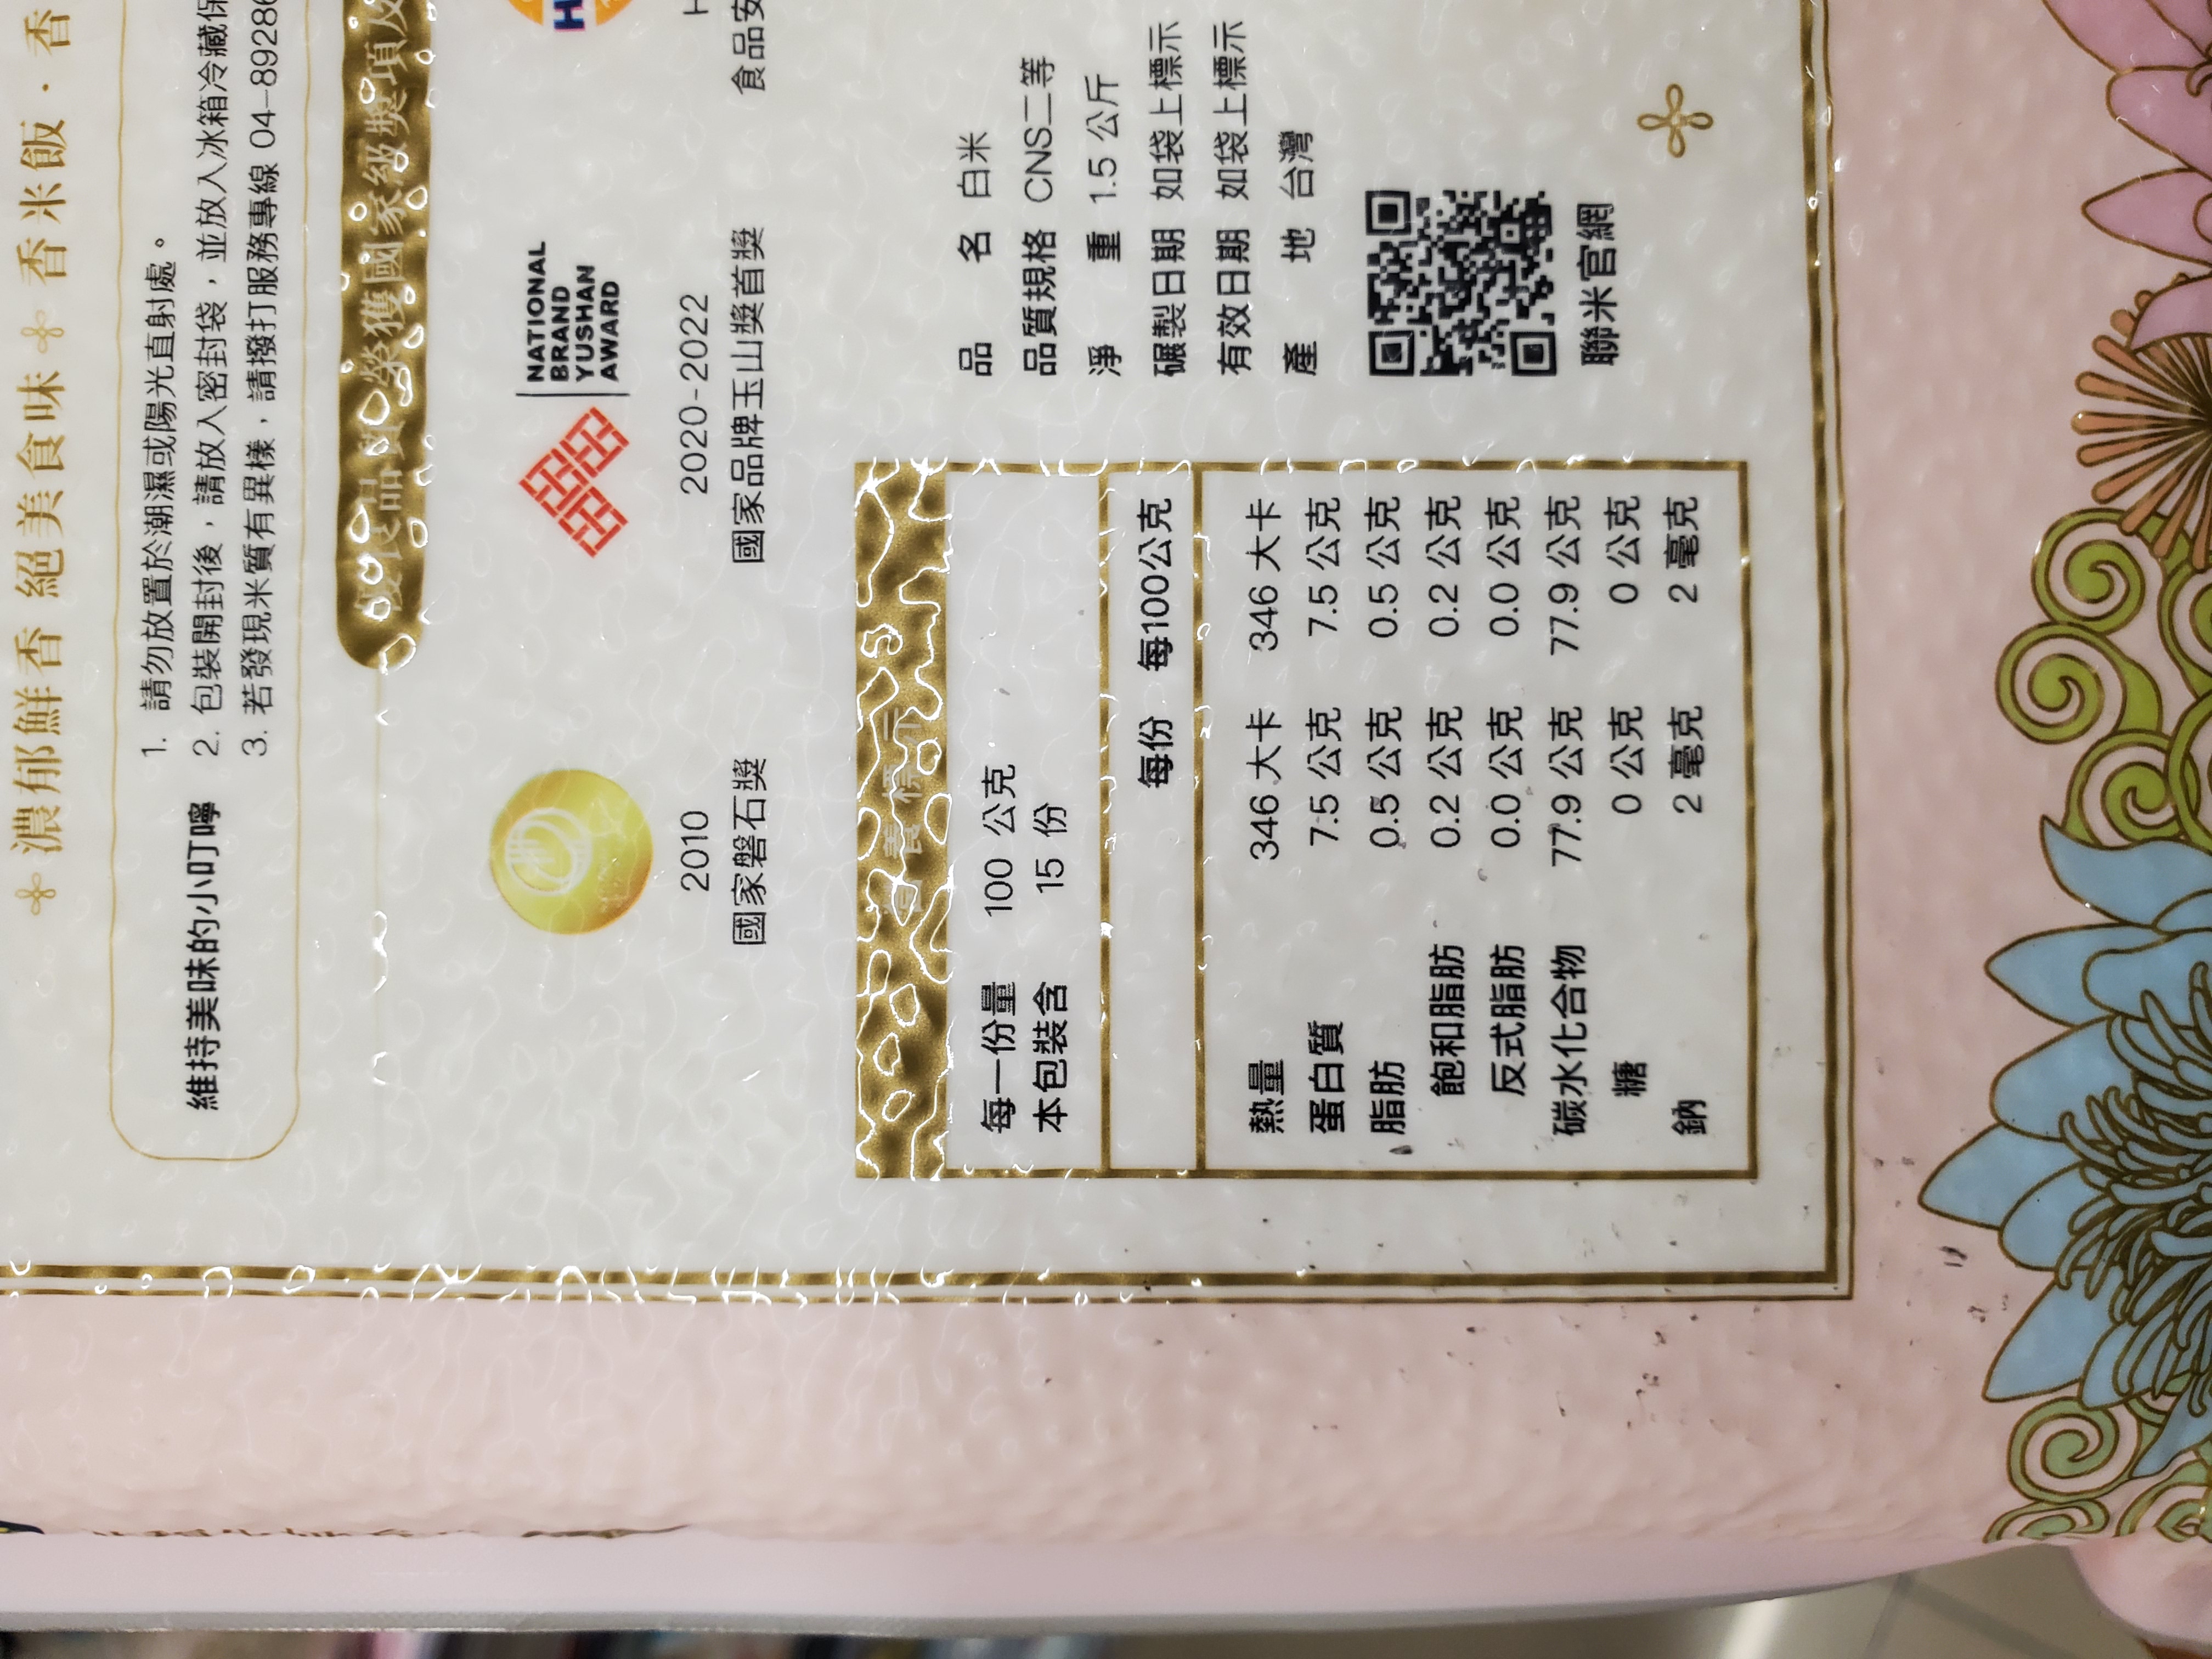 濃郁鮮香 絕美食味 香米飯・香
維持美味的小叮嚀
1. 請勿放置於潮濕或陽光直射處。
2. 包裝開封後，請放入密封袋，並放入冰箱冷藏保
3. 若發現米質有異樣，請撥打服務專線 04-8928
優良品質 榮獲國家級獎項及
NATIONAL
BRAND
YUSHAN
AWARD
H
2010
國家磐石獎
2020-2022
國家品牌玉山獎首獎
H
食品安
營養標示
每一份量 100 公克
本包裝含 15 份
每份 每100公克
熱量 346 大卡 346 大卡
蛋白質 7.5 公克 7.5 公克
脂肪 0.5 公克 0.5 公克
飽和脂肪 0.2 公克 0.2 公克
反式脂肪 0.0 公克 0.0 公克
碳水化合物 77.9 公克 77.9 公克
糖 0 公克 0 公克
鈉 2 毫克 2 毫克
品名 白米
品質規格 CNS二等
淨重 1.5 公斤
碾製日期 如袋上標示
有效日期 如袋上標示
產地 台灣
聯米官網